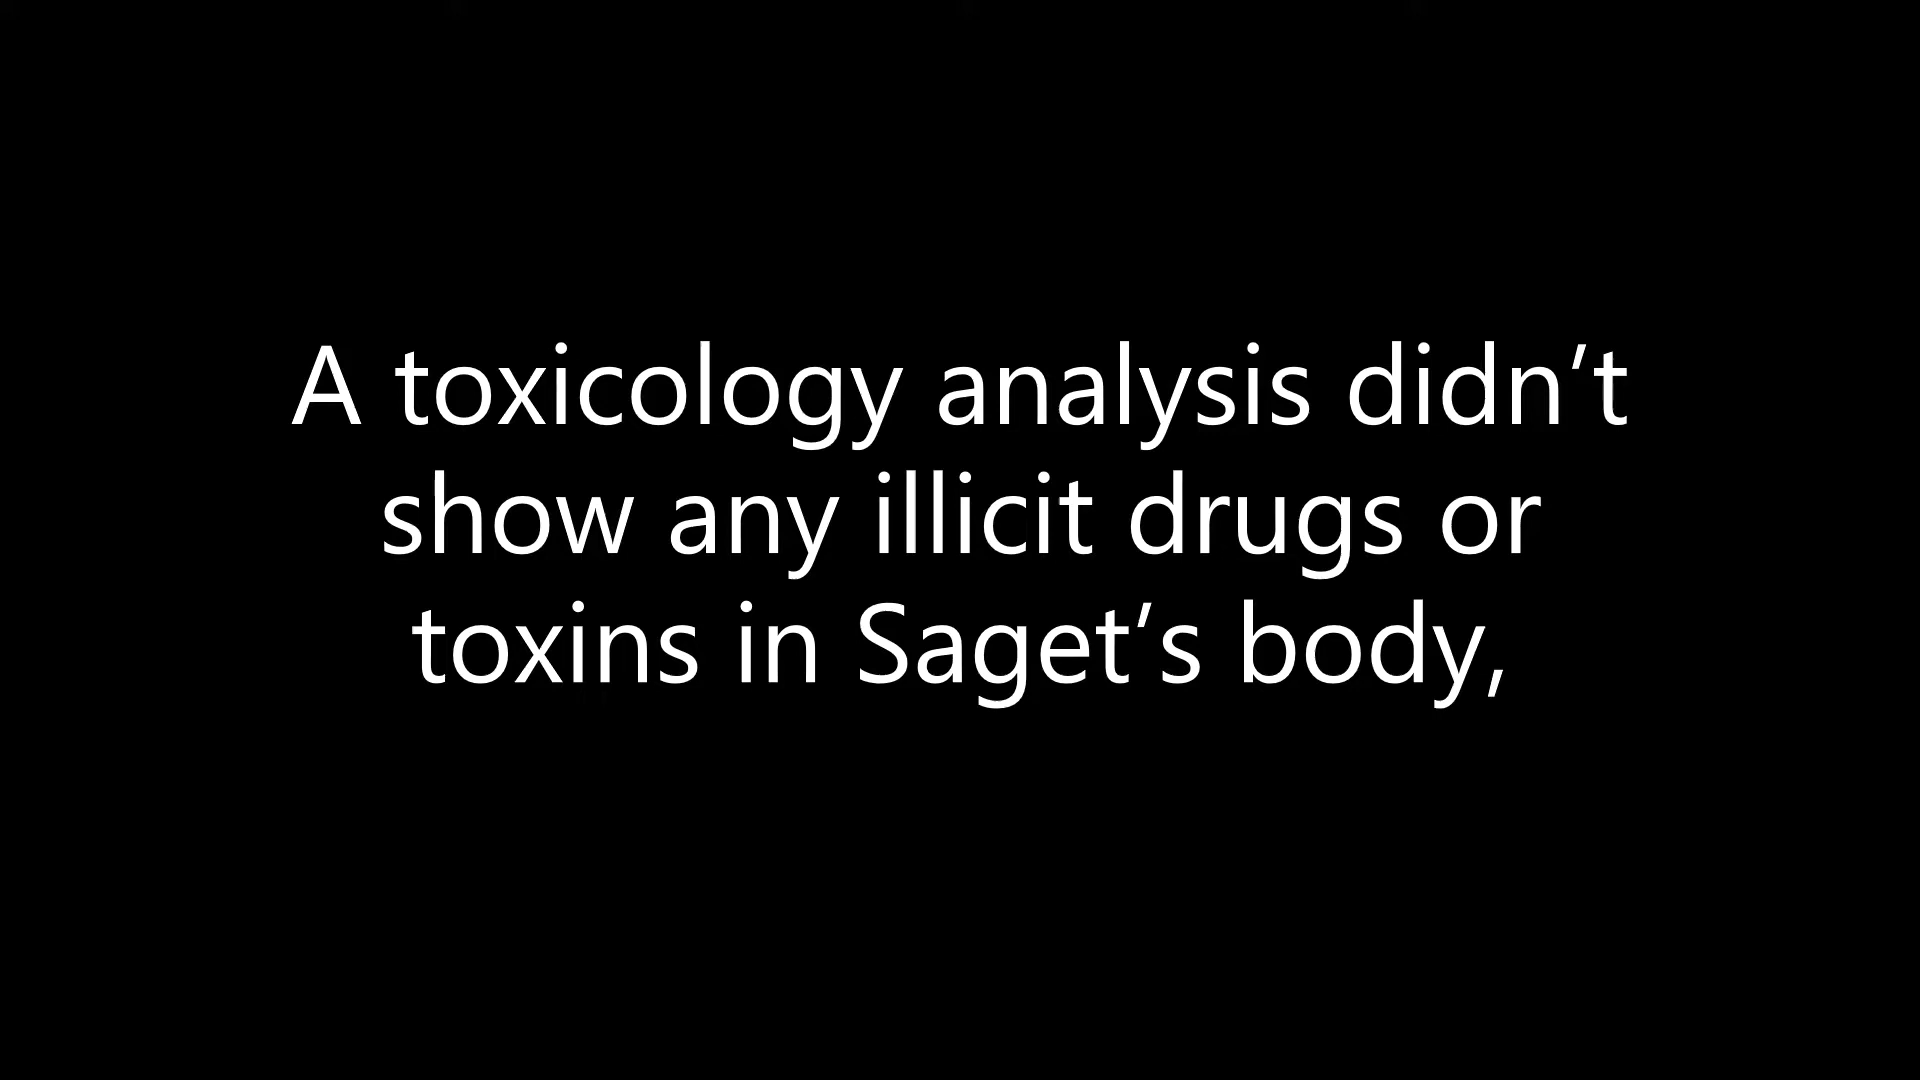 A toxicology analysis didn’t
show any illicit drugs or
toxins in Saget’s body,